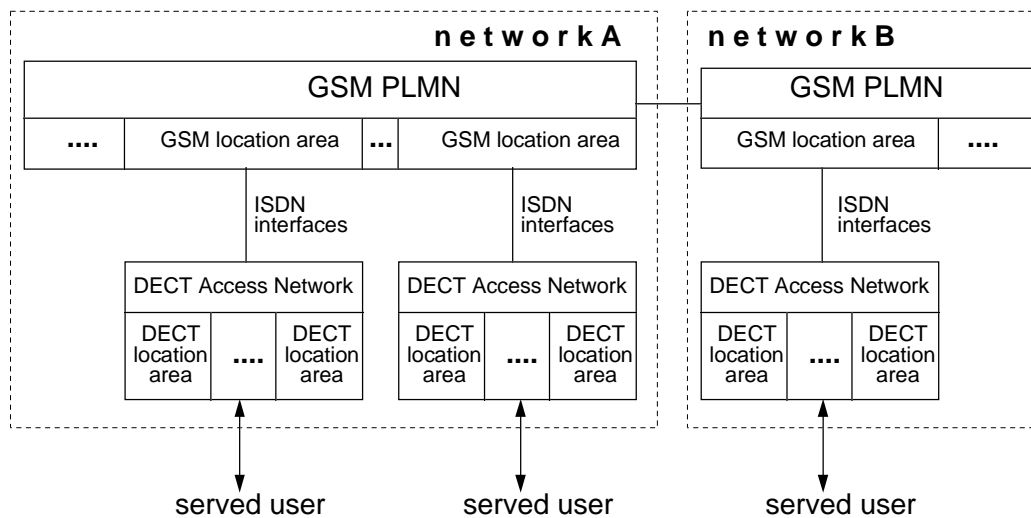 n e t w o r k A
n e t w o r k B
GSM PLMN
GSM PLMN
....
GSM location area
...
GSM location area
GSM location area
....
ISDN
interfaces
ISDN
interfaces
ISDN
interfaces
DECT Access Network
DECT Access Network
DECT Access Network
DECT
location
area
....
DECT
location
area
DECT
location
area
....
DECT
location
area
DECT
location
area
....
DECT
location
area
served user
served user
served user